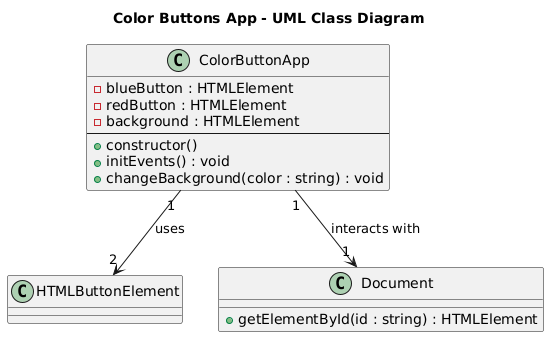 Color Buttons App - UML Class Diagram
C ColorButtonApp
blueButton : HTMLElement
redButton : HTMLElement
background : HTMLElement
constructor()
initEvents() : void
changeBackground(color : string) : void
1
1
uses
interacts with
2
1
C HTMLButtonElement
C Document
getElementById(id : string) : HTMLElement